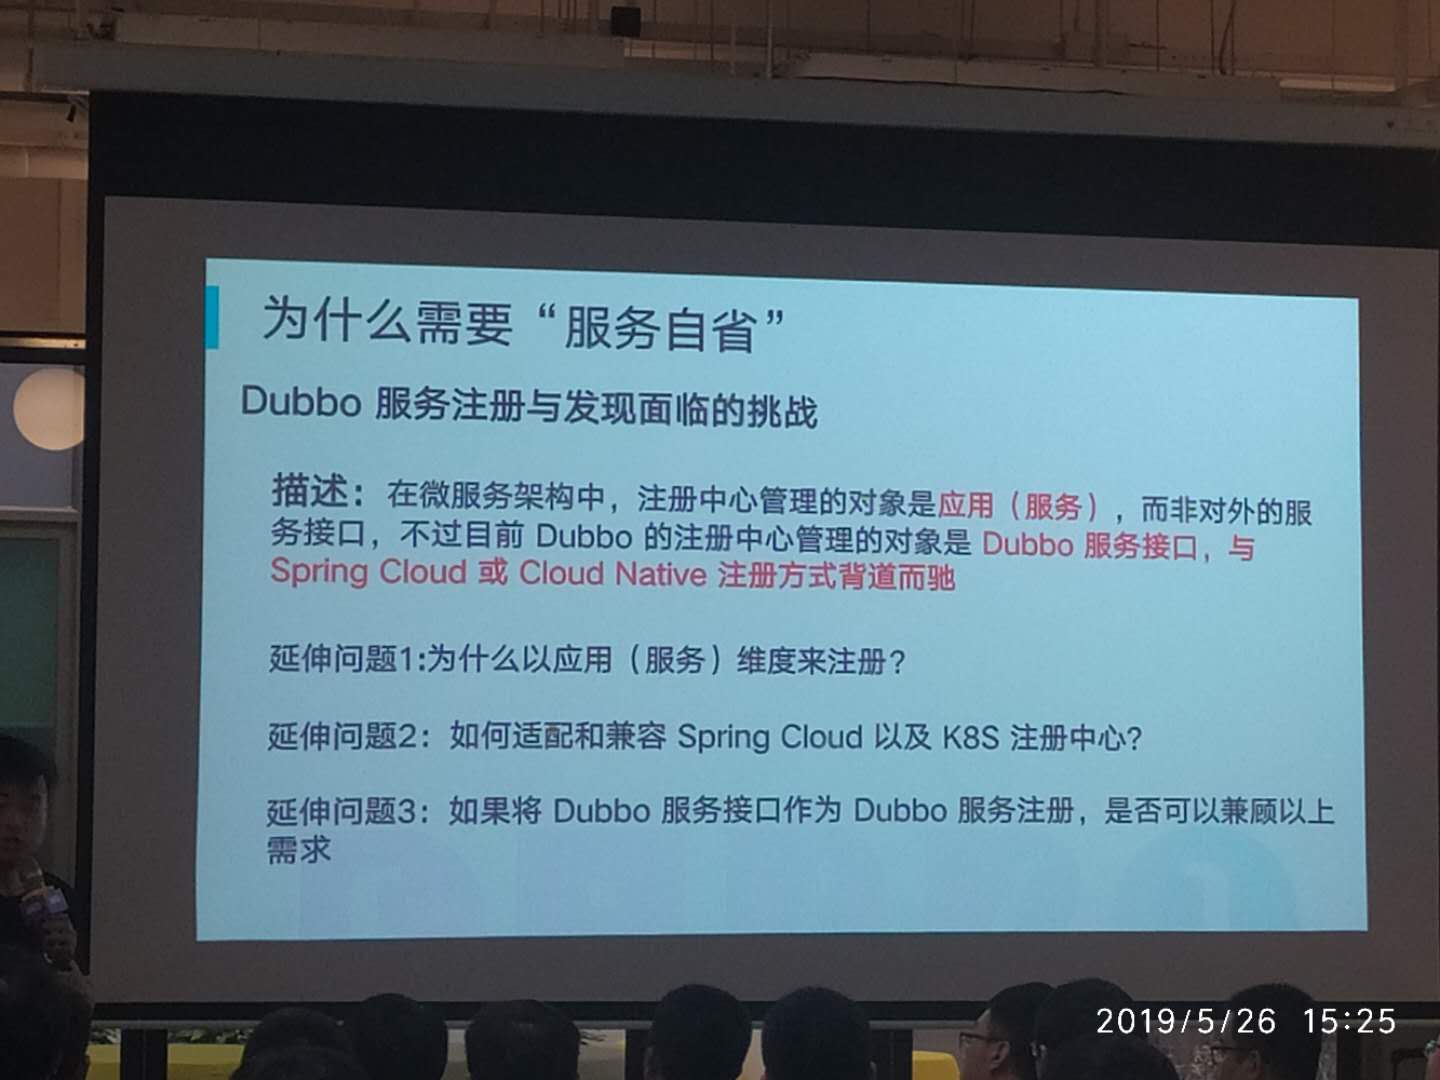 为什么需要“服务自省”
Dubbo 服务注册与发现面临的挑战
描述：在微服务架构中，注册中心管理的对象是应用（服务），而非对外的服
务接口，不过目前 Dubbo 的注册中心管理的对象是 Dubbo 服务接口，与
Spring Cloud 或 Cloud Native 注册方式背道而驰
延伸问题1:为什么以应用（服务）维度来注册？
延伸问题2：如何适配和兼容 Spring Cloud 以及 K8S 注册中心?
延伸问题3：如果将 Dubbo 服务接口作为 Dubbo 服务注册，是否可以兼顾以上
需求
2019/5/26 15:25